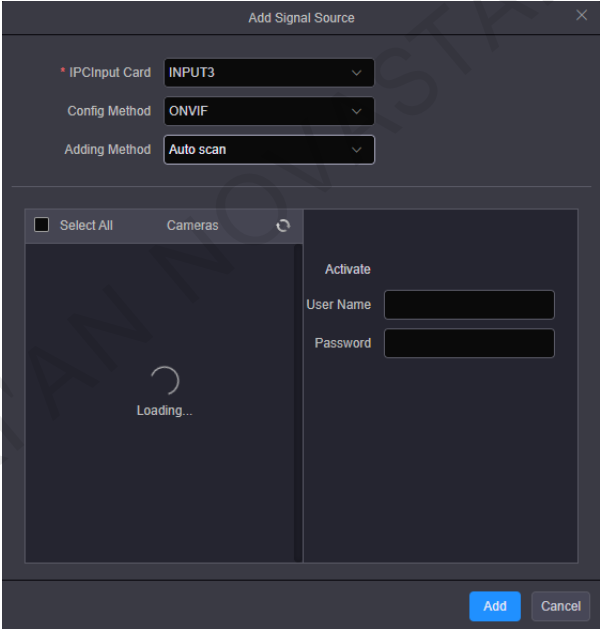 Add Signal Source
* IPCInput Card INPUT3
Config Method ONVIF
Adding Method Auto scan
Select All Cameras
Activate
User Name
Password
Loading...
Add Cancel